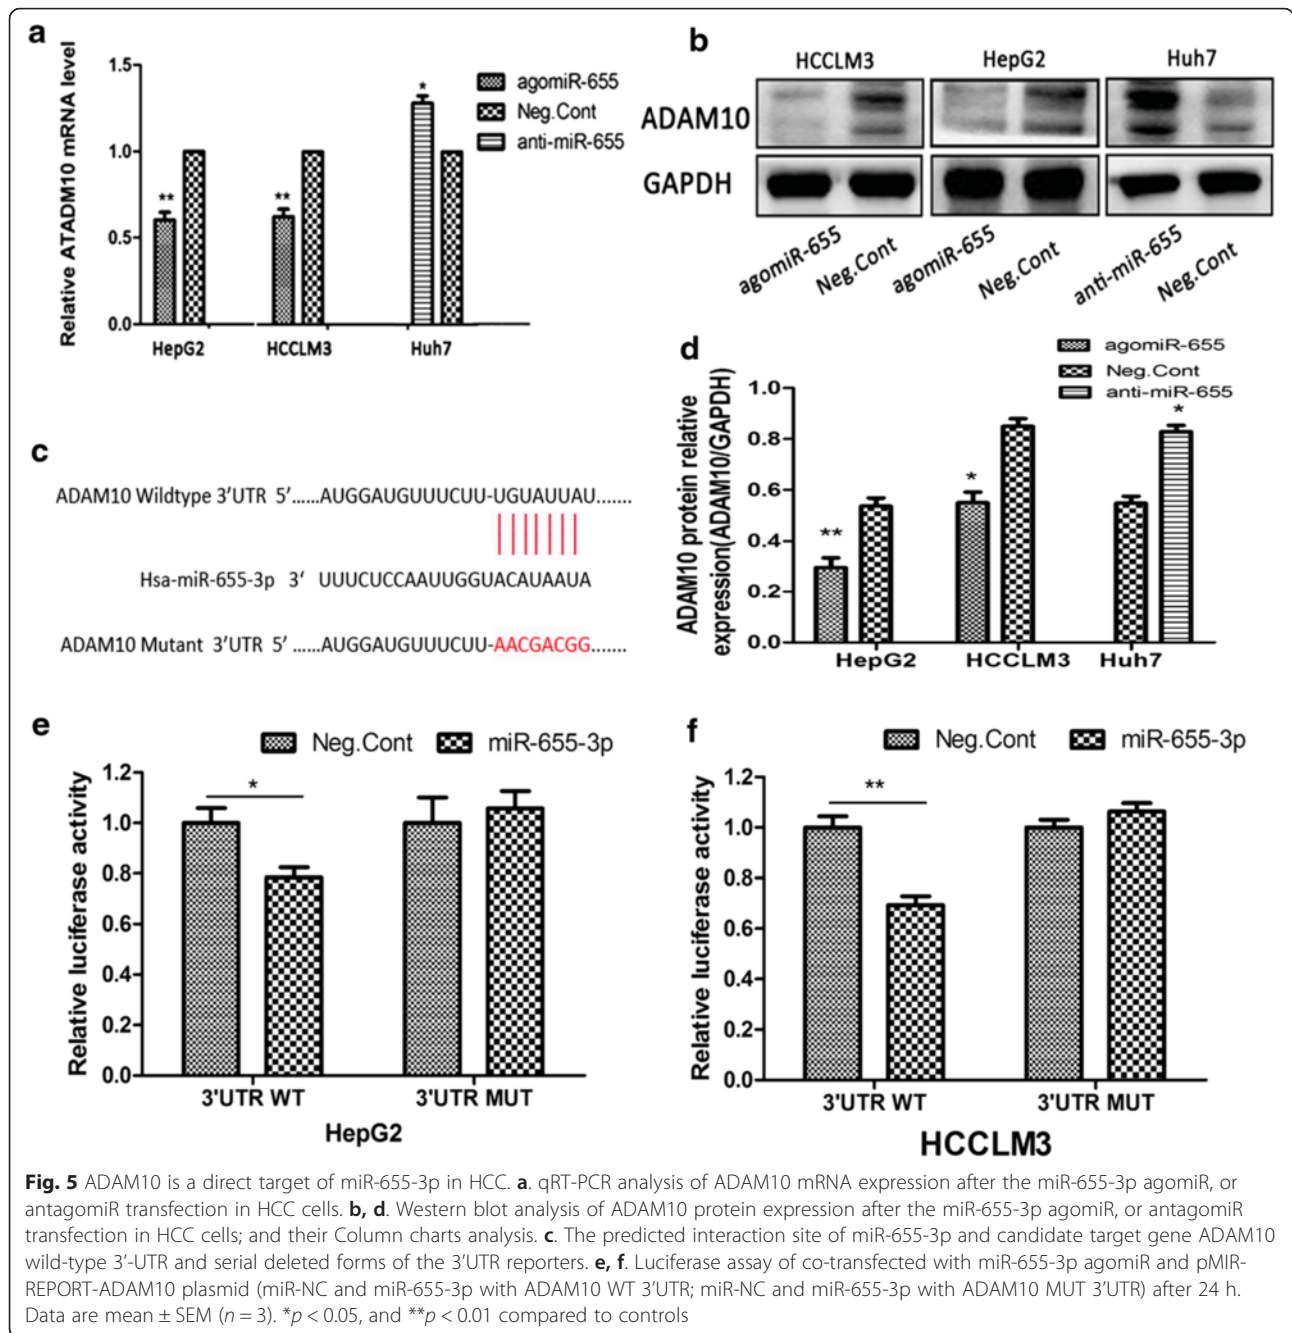 a
Relative ATADM10 mRNA level
1.5
1.0
0.5
0.0
**
**
*
HepG2
HCCLM3
Huh7
agomiR-655
Neg.Cont
anti-miR-655
b
HCCLM3
HepG2
Huh7
ADAM10
GAPDH
agomiR-655
Neg.Cont
agomiR-655
Neg.Cont
anti-miR-655
Neg.Cont
c
ADAM10 Wildtype 3'UTR 5'......AUGGAUGUUUCUU-UGUAUUAU.......
Hsa-miR-655-3p 3' UUUCUCCAAUUGGUACAUAAUA
ADAM10 Mutant 3'UTR 5' ......AUGGAUGUUUCUU-AACGACGG.......
d
agomiR-655
Neg.Cont
anti-miR-655
ADAM10 protein relative
expression(ADAM10/GAPDH)
1.0
0.8
0.6
0.4
0.2
0.0
**
*
*
HepG2
HCCLM3
Huh7
e
Neg.Cont
miR-655-3p
Relative luciferase activity
1.2
1.0
0.8
0.6
0.4
0.2
0.0
*
3'UTR WT
3'UTR MUT
HepG2
f
Neg.Cont
miR-655-3p
Relative luciferase activity
1.2
1.0
0.8
0.6
0.4
0.2
0.0
**
3'UTR WT
3'UTR MUT
HCCLM3
Fig. 5 ADAM10 is a direct target of miR-655-3p in HCC. a. qRT-PCR analysis of ADAM10 mRNA expression after the miR-655-3p agomiR, or
antagomiR transfection in HCC cells. b, d. Western blot analysis of ADAM10 protein expression after the miR-655-3p agomiR, or antagomiR
transfection in HCC cells; and their Column charts analysis. c. The predicted interaction site of miR-655-3p and candidate target gene ADAM10
wild-type 3'-UTR and serial deleted forms of the 3'UTR reporters. e, f. Luciferase assay of co-transfected with miR-655-3p agomiR and pMIR-
REPORT-ADAM10 plasmid (miR-NC and miR-655-3p with ADAM10 WT 3'UTR; miR-NC and miR-655-3p with ADAM10 MUT 3'UTR) after 24 h.
Data are mean ± SEM (n = 3). *p < 0.05, and **p < 0.01 compared to controls